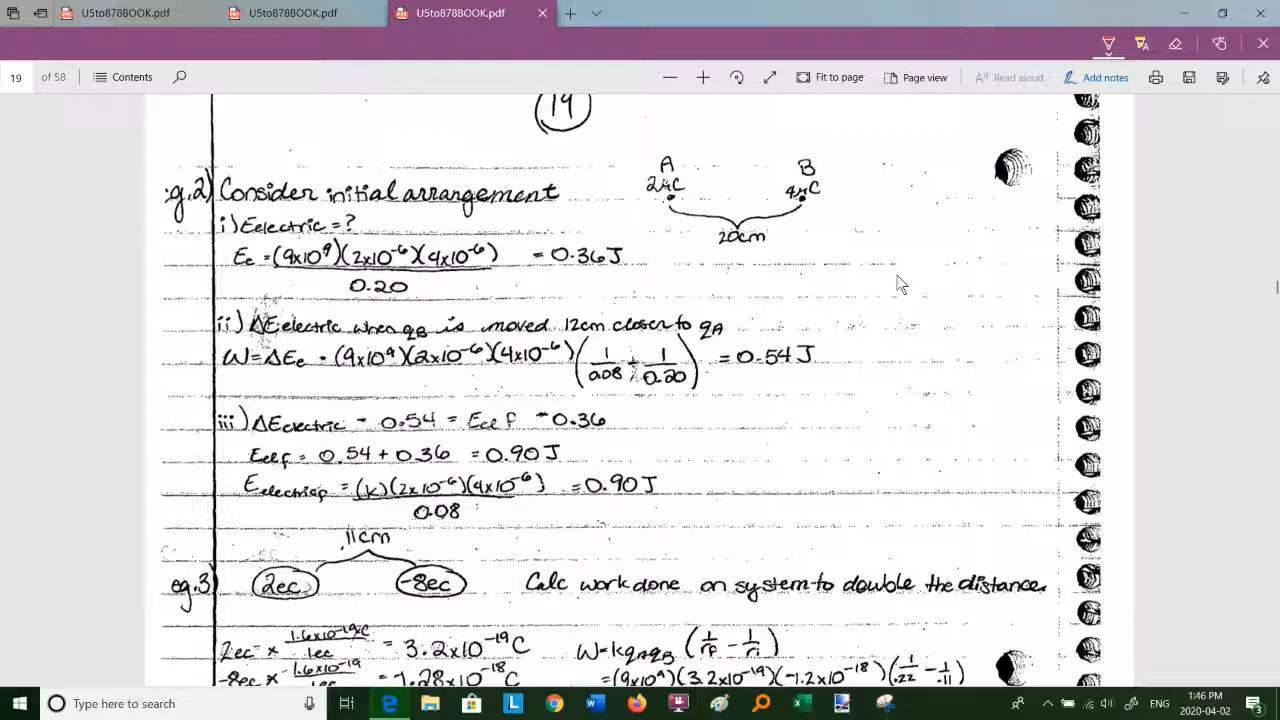 U5to878BOOK.pdf U5to878BOOK.pdf U5to878BOOK.pdf
19 of 58 Contents Fit to page Page view Read aloud Add notes
19
A B
2μC 4μC
20cm
:g.2) Consider initial arrangement
i) Eelectric = ?
Ee = (9x10⁹)(2x10⁻⁶)(4x10⁻⁶) = 0.36J
0.20
ii) ΔEelectric when qB is moved 12cm closer to qA
W = ΔEe = (9x10⁹)(2x10⁻⁶)(4x10⁻⁶) (1/0.08 - 1/0.20) = 0.54J
iii) ΔEelectric = 0.54 = Eelf - 0.36
Eelf = 0.54 + 0.36 = 0.90J
Eelectric = (k)(2x10⁻⁶)(4x10⁻⁶) = 0.90J
0.08
11cm
eg.3) 2ec -8ec Calc work done on system to double the distance.
2ec × 1.6x10⁻¹⁹C/1ec = 3.2x10⁻¹⁹C W = kqAqB (1/rf - 1/ri)
-8ec × 1.6x10⁻¹⁹ = -1.28x10⁻¹⁸C = (9x10⁹)(3.2x10⁻¹⁹)(-1.2x10⁻¹⁸)(1/.22 - 1/.11)
Type here to search ENG 1:46 PM
2020-04-02 3